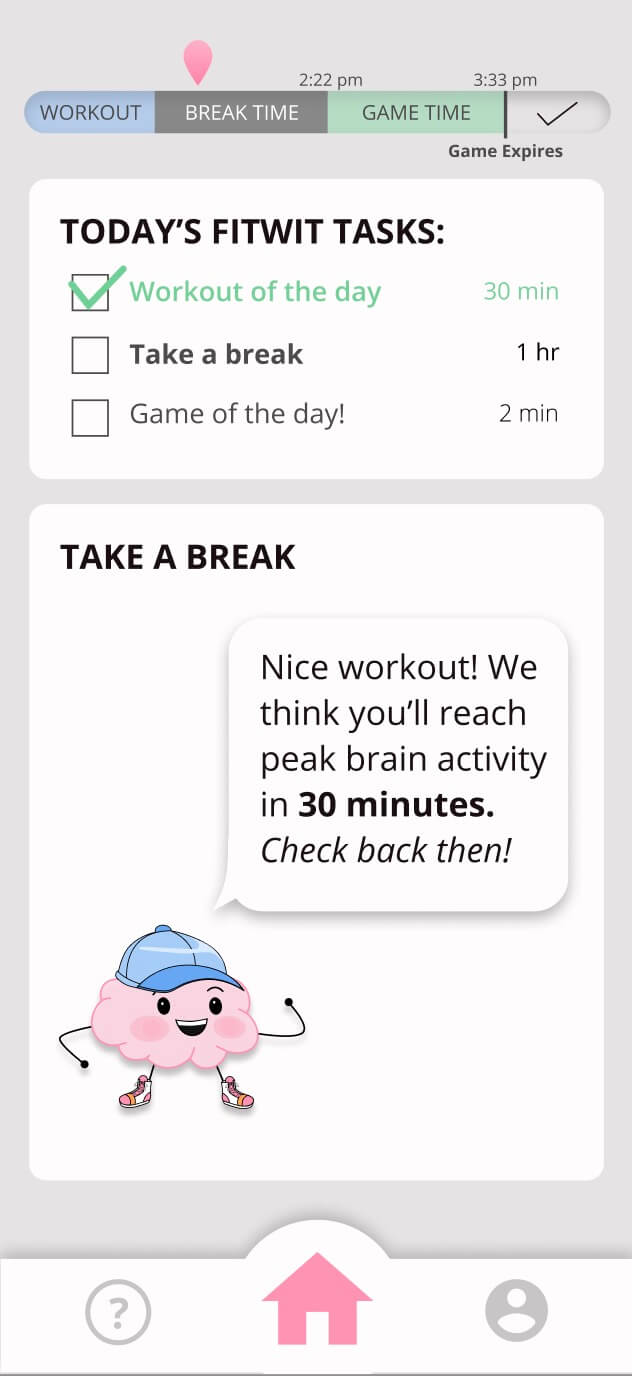 2:22 pm 3:33 pm
WORKOUT BREAK TIME GAME TIME
Game Expires
TODAY’S FITWIT TASKS:
Workout of the day 30 min
Take a break 1 hr
Game of the day! 2 min
TAKE A BREAK
Nice workout! We
think you’ll reach
peak brain activity
in 30 minutes.
Check back then!
?